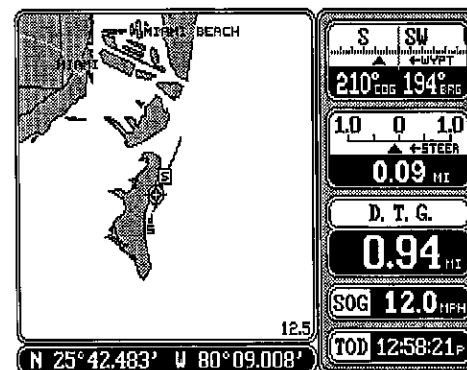 MIAMI BEACH
MIAMI
S
12.5
N 25°42.483' W 80°09.008'
S SW
←WYPT
210°COG 194°BRG
1.0 0 1.0
←STEER
0.09 MI
D. T. G.
0.94 MI
SOG 12.0 MPH
TOD 12:58:21P